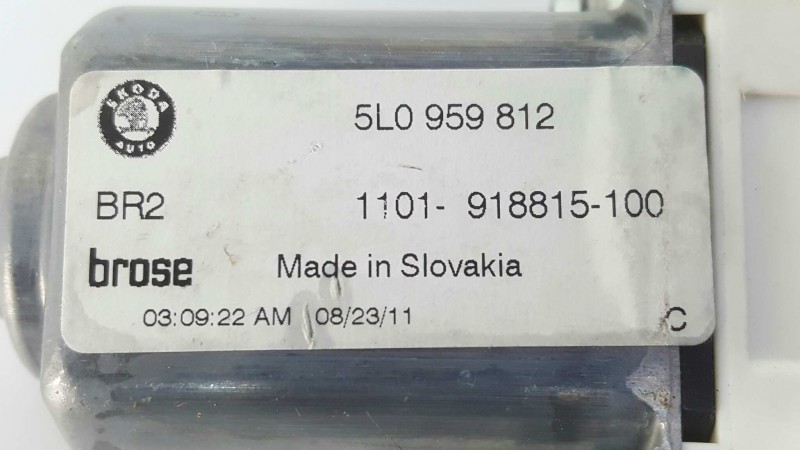 ŠKODA
AUTO
5L0 959 812
BR2
1101- 918815-100
brose
Made in Slovakia
03:09:22 AM 08/23/11
C